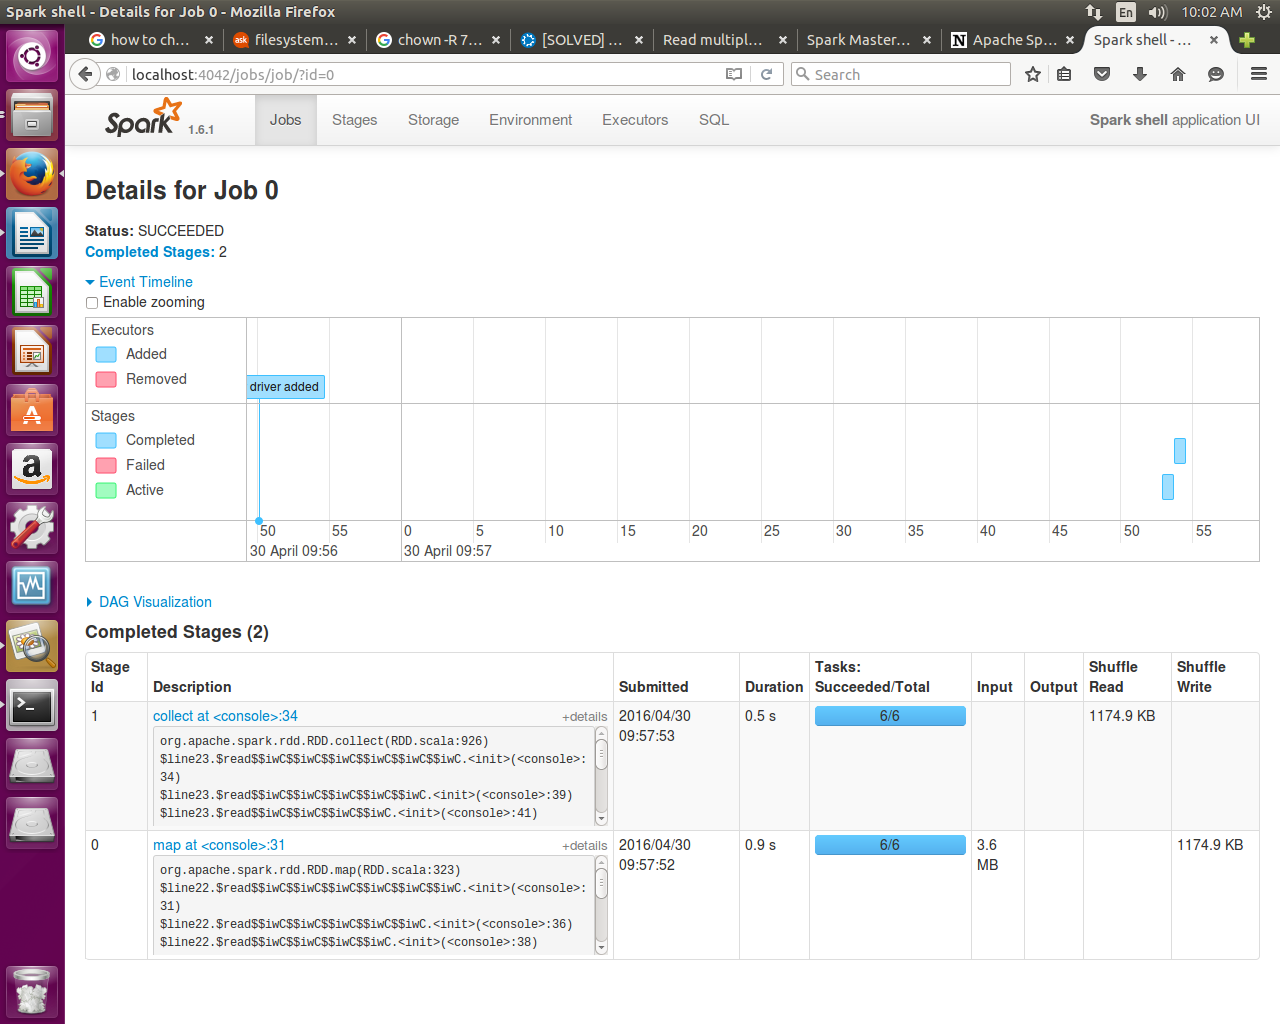 Spark shell - Details for Job 0 - Mozilla Firefox
En
10:02 AM
how to ch...
filesystem...
chown -R 7...
[SOLVED] ...
Read multipl...
Spark Master...
Apache Sp...
Spark shell - ...
localhost:4042/jobs/job/?id=0
Search
Spark 1.6.1
Jobs
Stages
Storage
Environment
Executors
SQL
Spark shell application UI
Details for Job 0
Status: SUCCEEDED
Completed Stages: 2
Event Timeline
Enable zooming
Executors
Added
Removed
driver added
Stages
Completed
Failed
Active
50 55 0 5 10 15 20 25 30 35 40 45 50 55
30 April 09:56 30 April 09:57
DAG Visualization
Completed Stages (2)
Stage Id
Description
Submitted
Duration
Tasks: Succeeded/Total
Input
Output
Shuffle Read
Shuffle Write
1
collect at <console>:34
+details
org.apache.spark.rdd.RDD.collect(RDD.scala:926)
$line23.$read$$iwC$$iwC$$iwC$$iwC$$iwC$$iwC.<init>(<console>:
34)
$line23.$read$$iwC$$iwC$$iwC$$iwC$$iwC.<init>(<console>:39)
$line23.$read$$iwC$$iwC$$iwC$$iwC.<init>(<console>:41)
2016/04/30
09:57:53
0.5 s
6/6
1174.9 KB
0
map at <console>:31
+details
org.apache.spark.rdd.RDD.map(RDD.scala:323)
$line22.$read$$iwC$$iwC$$iwC$$iwC$$iwC$$iwC.<init>(<console>:
31)
$line22.$read$$iwC$$iwC$$iwC$$iwC$$iwC.<init>(<console>:36)
$line22.$read$$iwC$$iwC$$iwC$$iwC.<init>(<console>:38)
2016/04/30
09:57:52
0.9 s
6/6
3.6
MB
1174.9 KB